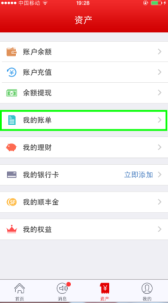 中国移动 19:28
资产
账户余额
账户充值
余额提现
我的账单
我的理财
我的银行卡 立即添加
我的顺丰金
我的权益
首页 资产 我的